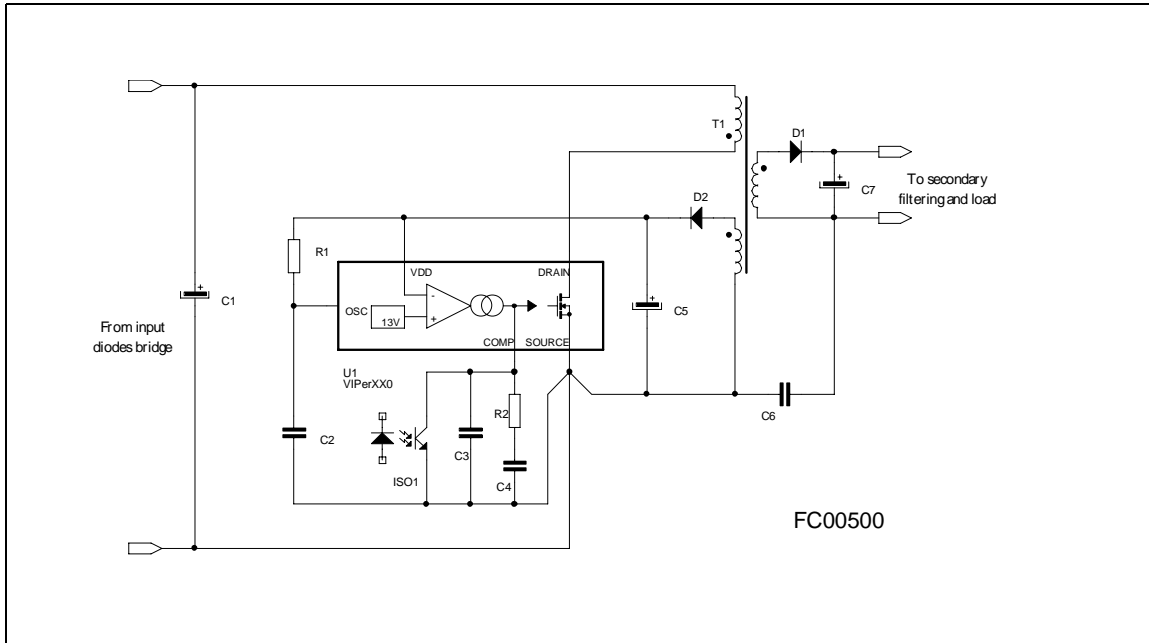 T1
D1
To secondary
filtering and load
C7
D2
R1
VDD
DRAIN
OSC
13V
-
+
COMP
SOURCE
C1
+
C5
+
From input
diodes bridge
U1
VIPerXX0
R2
C6
C2
C3
ISO1
C4
+
FC00500